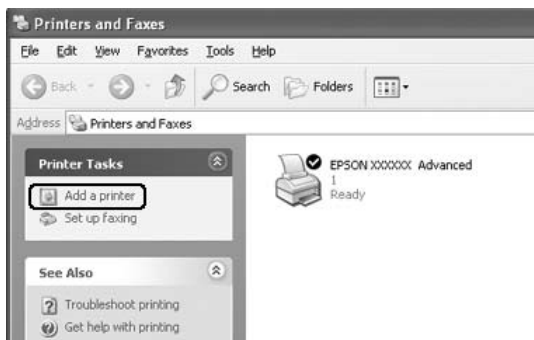 Printers and Faxes
File Edit View Favorites Tools Help
Back Search Folders
Address Printers and Faxes
Printer Tasks
Add a printer
Set up faxing
See Also
Troubleshoot printing
Get help with printing
EPSON XXXXXX Advanced
1
Ready